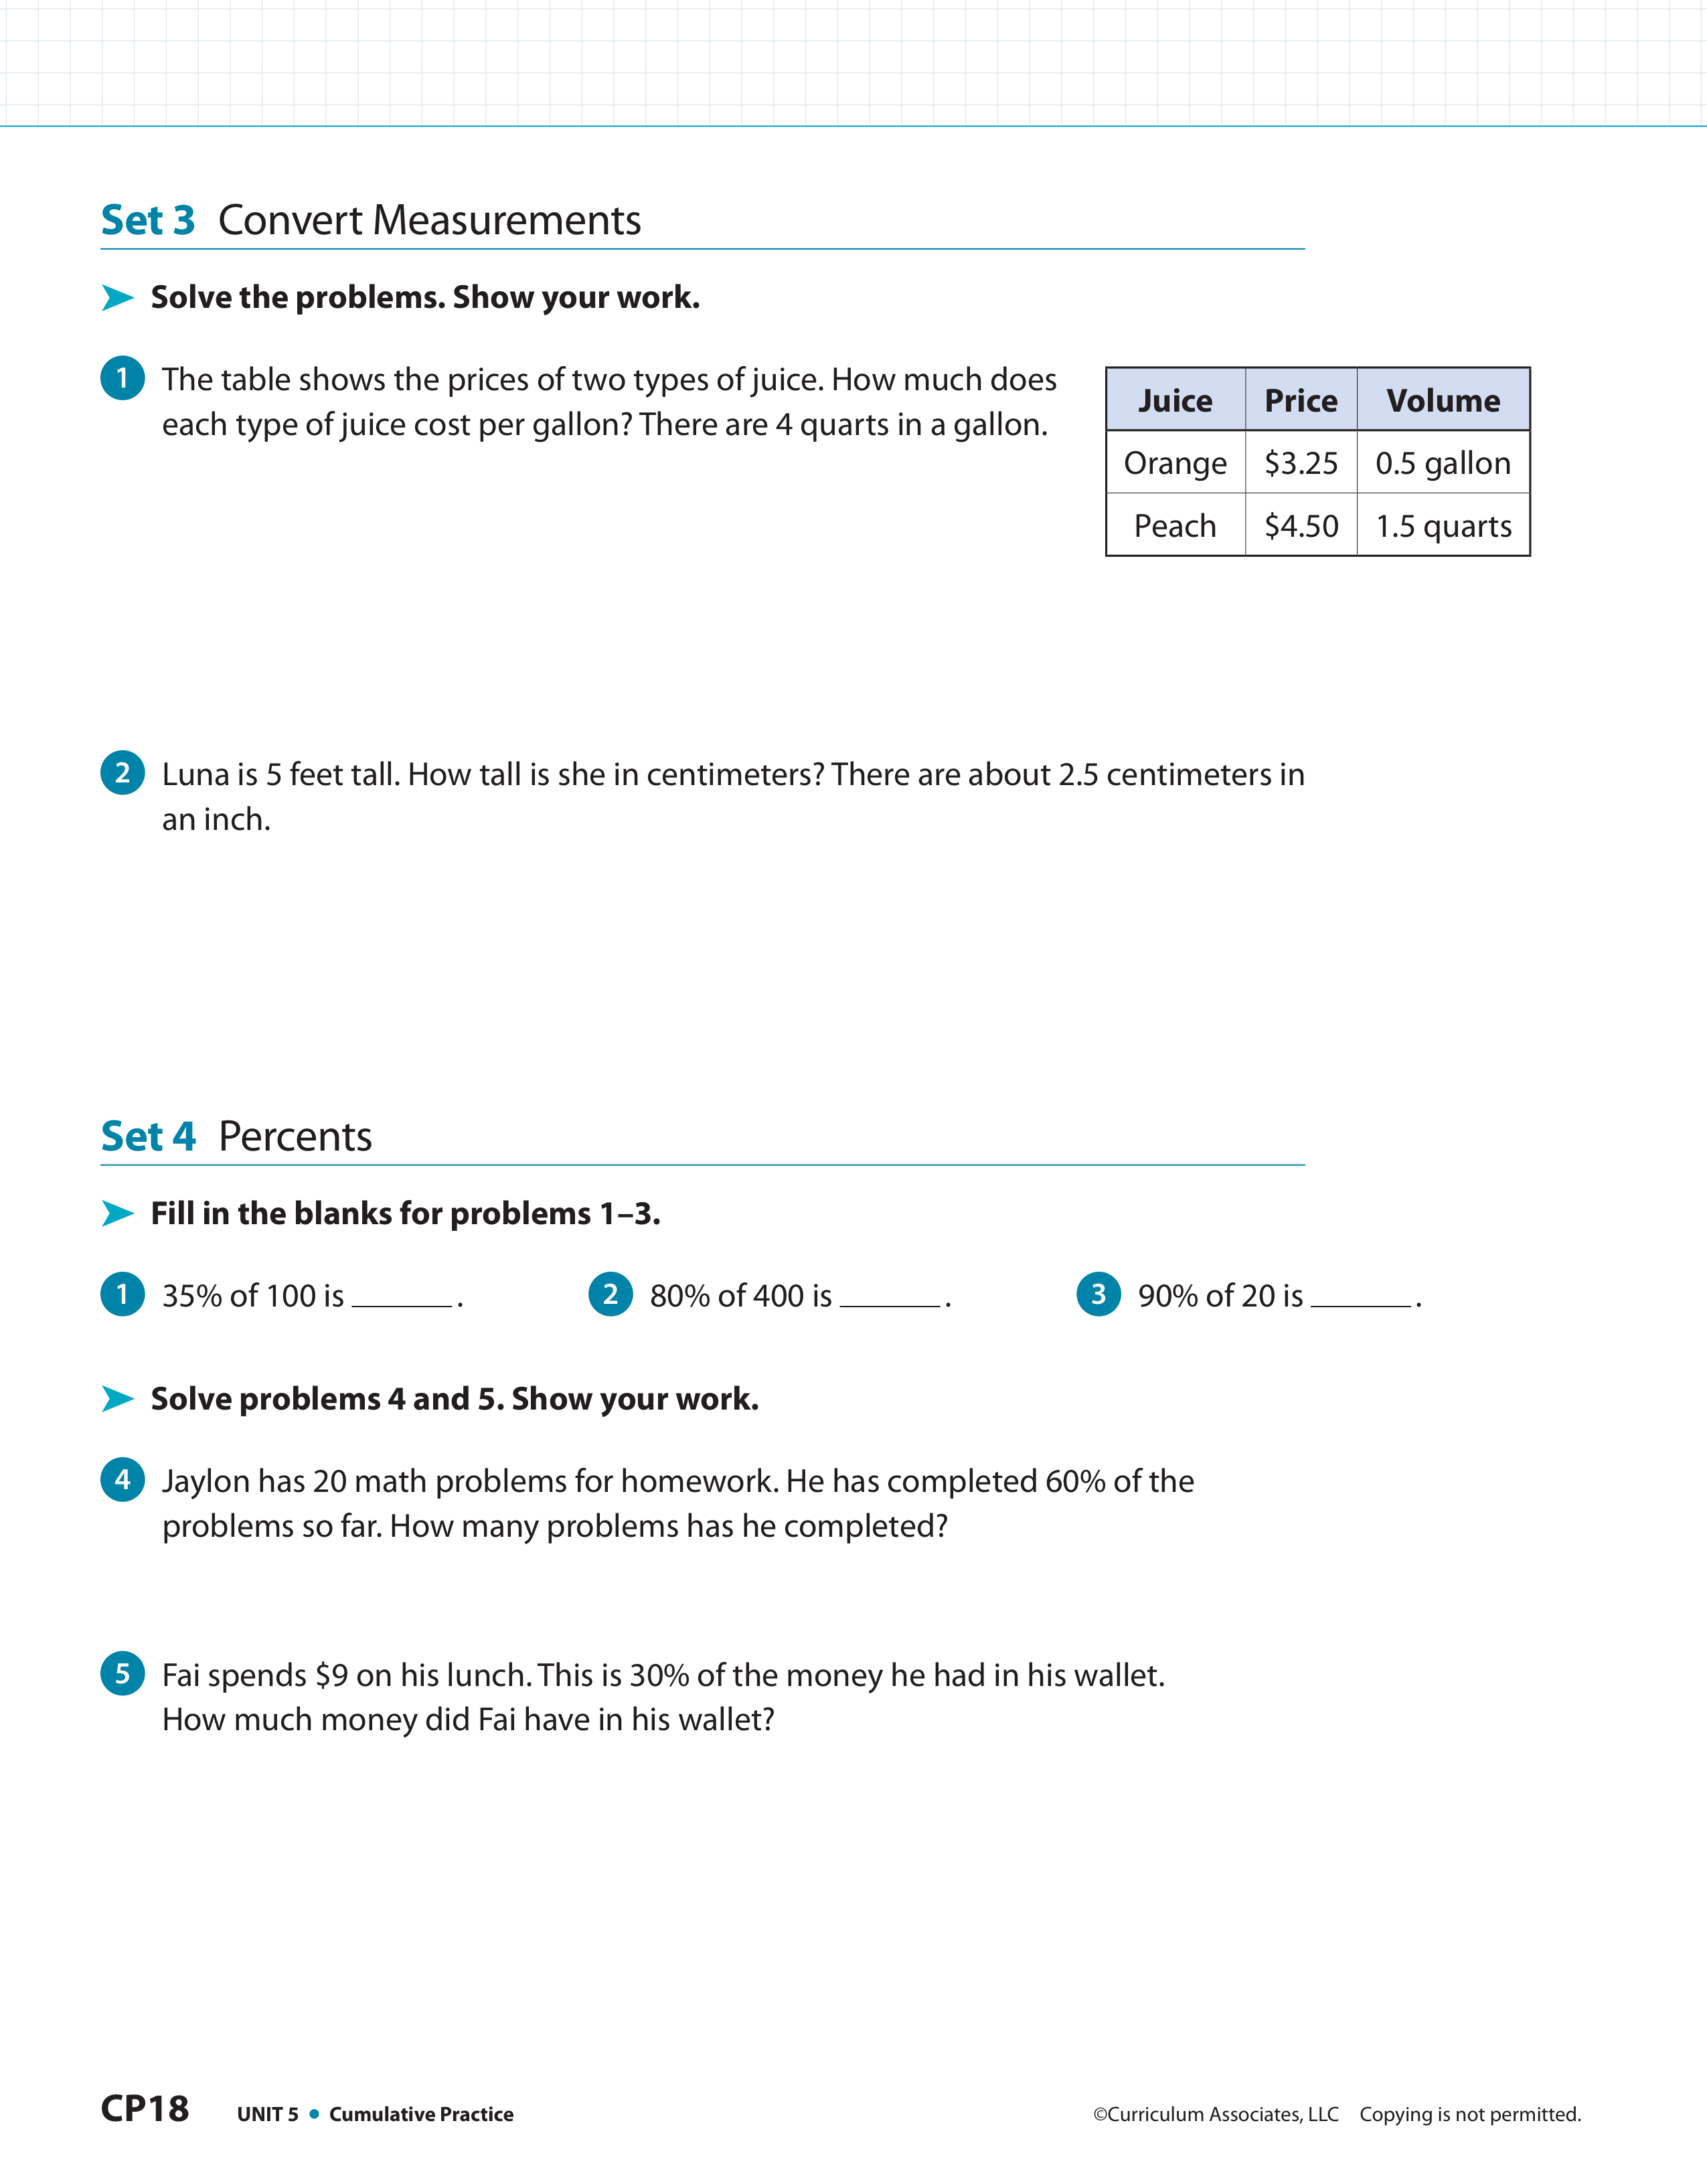 Set 3 Convert Measurements
Solve the problems. Show your work.
1 The table shows the prices of two types of juice. How much does
each type of juice cost per gallon? There are 4 quarts in a gallon.
Juice Price Volume
Orange $3.25 0.5 gallon
Peach $4.50 1.5 quarts
2 Luna is 5 feet tall. How tall is she in centimeters? There are about 2.5 centimeters in
an inch.
Set 4 Percents
Fill in the blanks for problems 1–3.
1 35% of 100 is ______. 2 80% of 400 is ______. 3 90% of 20 is ______.
Solve problems 4 and 5. Show your work.
4 Jaylon has 20 math problems for homework. He has completed 60% of the
problems so far. How many problems has he completed?
5 Fai spends $9 on his lunch. This is 30% of the money he had in his wallet.
How much money did Fai have in his wallet?
CP18 UNIT 5 • Cumulative Practice ©Curriculum Associates, LLC Copying is not permitted.